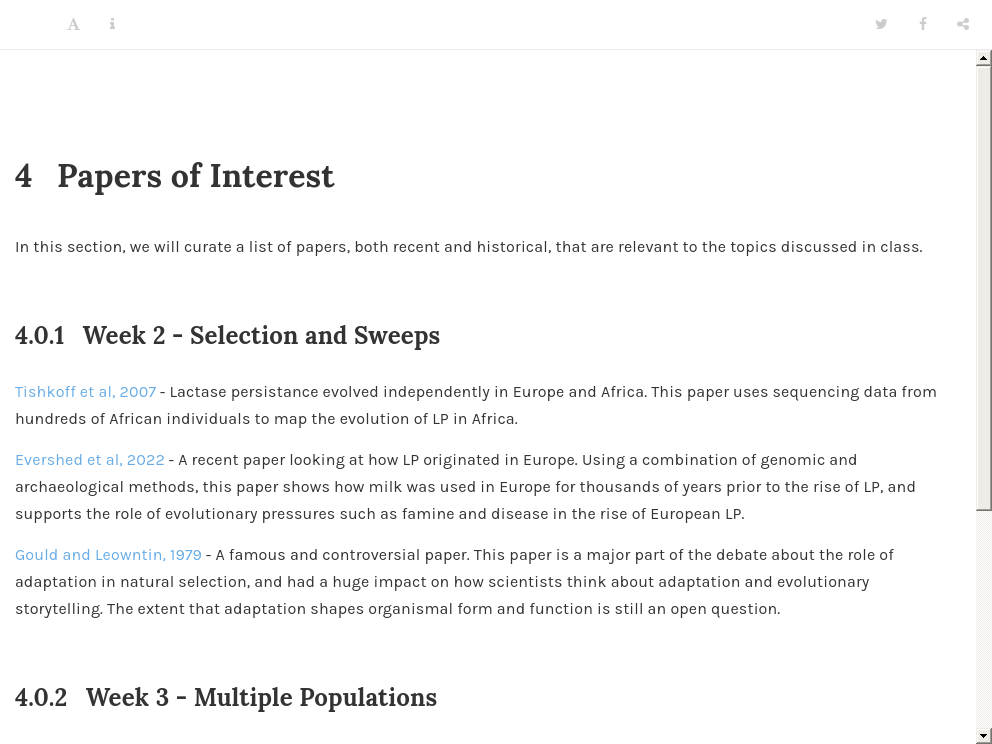 4 Papers of Interest
In this section, we will curate a list of papers, both recent and historical, that are relevant to the topics discussed in class.
4.0.1 Week 2 - Selection and Sweeps
Tishkoff et al, 2007 - Lactase persistance evolved independently in Europe and Africa. This paper uses sequencing data from
hundreds of African individuals to map the evolution of LP in Africa.
Evershed et al, 2022 - A recent paper looking at how LP originated in Europe. Using a combination of genomic and
archaeological methods, this paper shows how milk was used in Europe for thousands of years prior to the rise of LP, and
supports the role of evolutionary pressures such as famine and disease in the rise of European LP.
Gould and Leowntin, 1979 - A famous and controversial paper. This paper is a major part of the debate about the role of
adaptation in natural selection, and had a huge impact on how scientists think about adaptation and evolutionary
storytelling. The extent that adaptation shapes organismal form and function is still an open question.
4.0.2 Week 3 - Multiple Populations